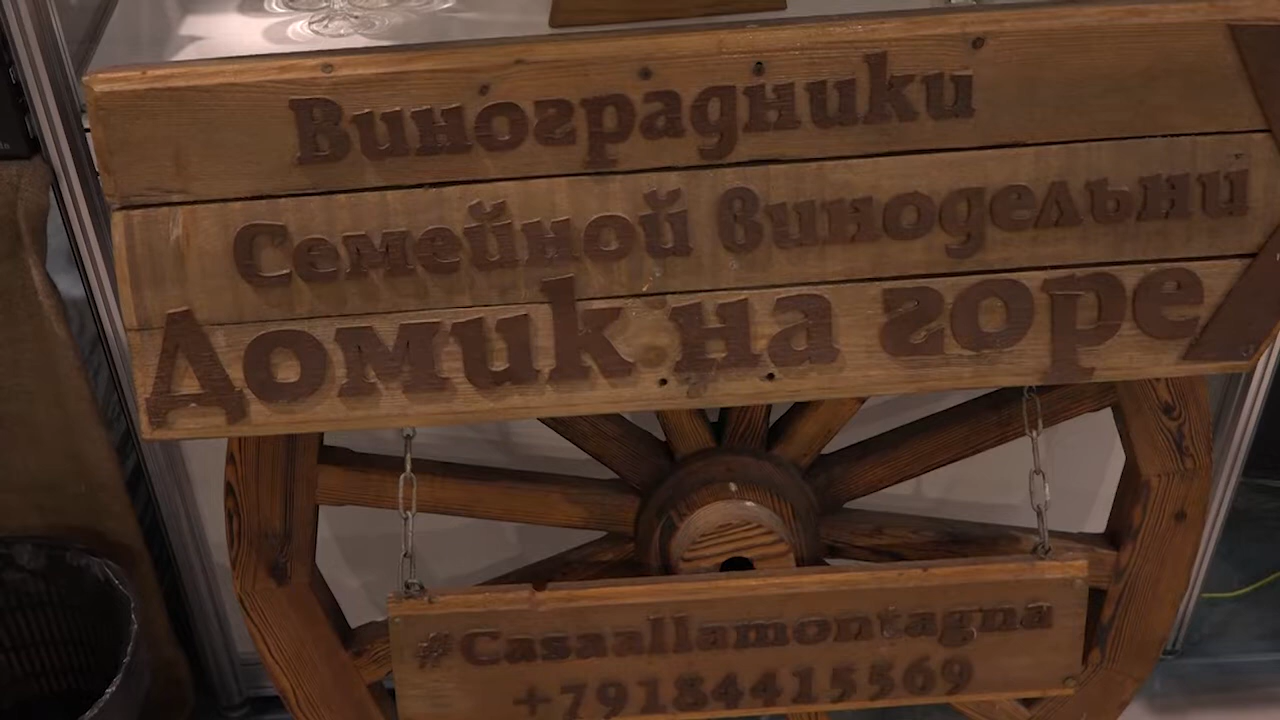 Виноградники
Семейной винодельни
Домик на горе
#Casaallamontagna
+79184415569